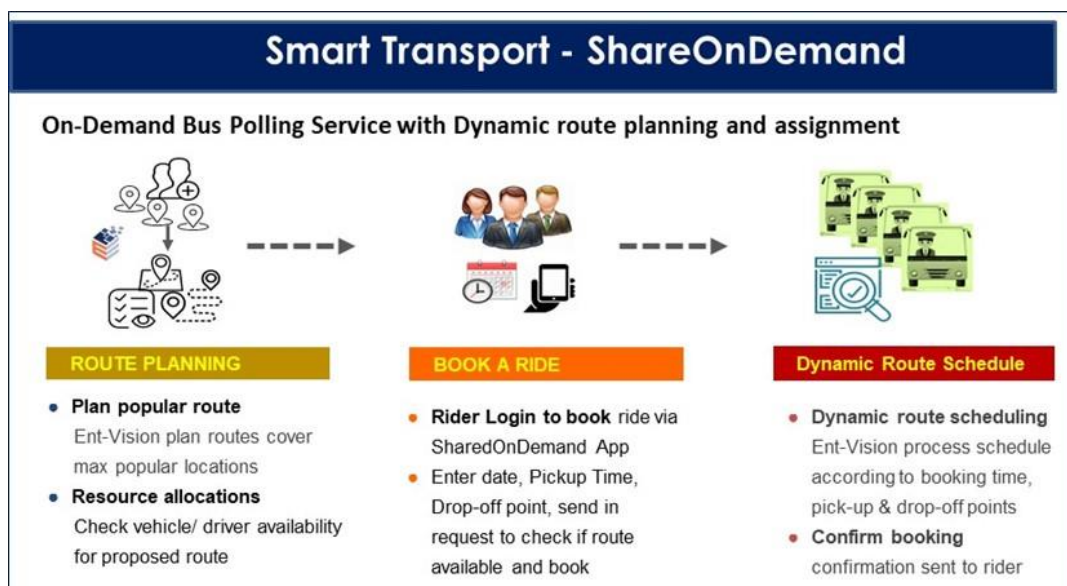 Smart Transport - ShareOnDemand
On-Demand Bus Polling Service with Dynamic route planning and assignment
ROUTE PLANNING
• Plan popular route
Ent-Vision plan routes cover
max popular locations
• Resource allocations
Check vehicle/ driver availability
for proposed route
BOOK A RIDE
• Rider Login to book ride via
SharedOnDemand App
• Enter date, Pickup Time,
Drop-off point, send in
request to check if route
available and book
Dynamic Route Schedule
• Dynamic route scheduling
Ent-Vision process schedule
according to booking time,
pick-up & drop-off points
• Confirm booking
confirmation sent to rider